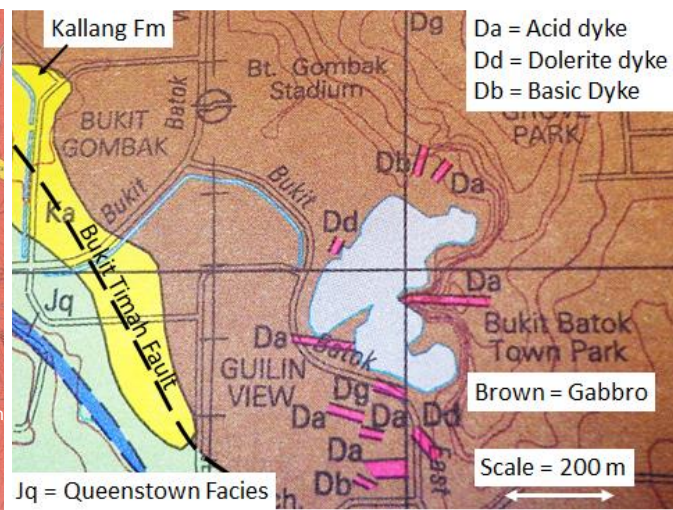 Kallang Fm
Dg
Da = Acid dyke
Dd = Dolerite dyke
Db = Basic Dyke
Bt. Gombak
Stadium
GROVE
PARK
BUKIT
GOMBAK
Batok
Db
Da
Bukit
Bukit
Ka
Dd
Bukit Timah Fault
Da
Jq
Da
Batok
Bukit Batok
Town Park
GUILIN
VIEW
Dg
Brown = Gabbro
Da
Da
Dd
Da
East
Scale = 200 m
Db
Jq = Queenstown Facies
ch.